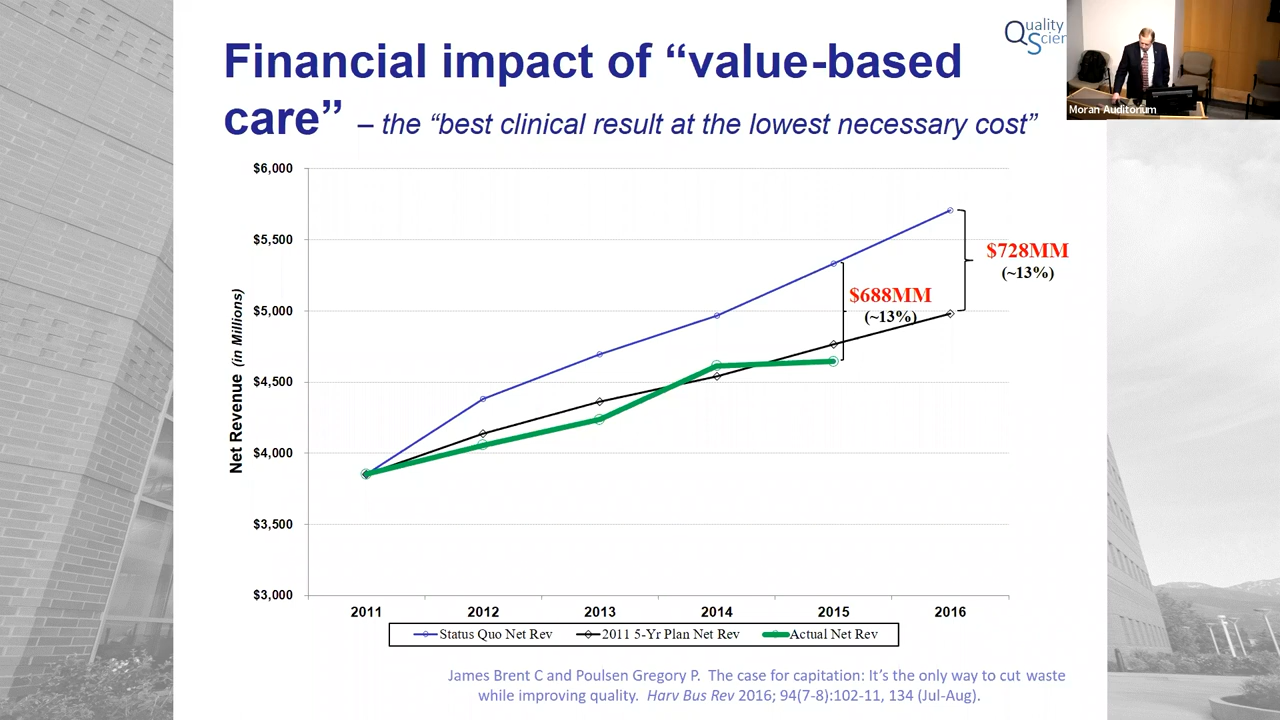 Financial impact of “value-based
care” – the “best clinical result at the lowest necessary cost”
Quality
Scien
Moran Auditorium
$6,000
$5,500
$5,000
$4,500
$4,000
$3,500
$3,000
Net Revenue (in Millions)
$728MM
(~13%)
$688MM
(~13%)
2011 2012 2013 2014 2015 2016
Status Quo Net Rev 2011 5-Yr Plan Net Rev Actual Net Rev
James Brent C and Poulsen Gregory P. The case for capitation: It’s the only way to cut waste
while improving quality. Harv Bus Rev 2016; 94(7-8):102-11, 134 (Jul-Aug).